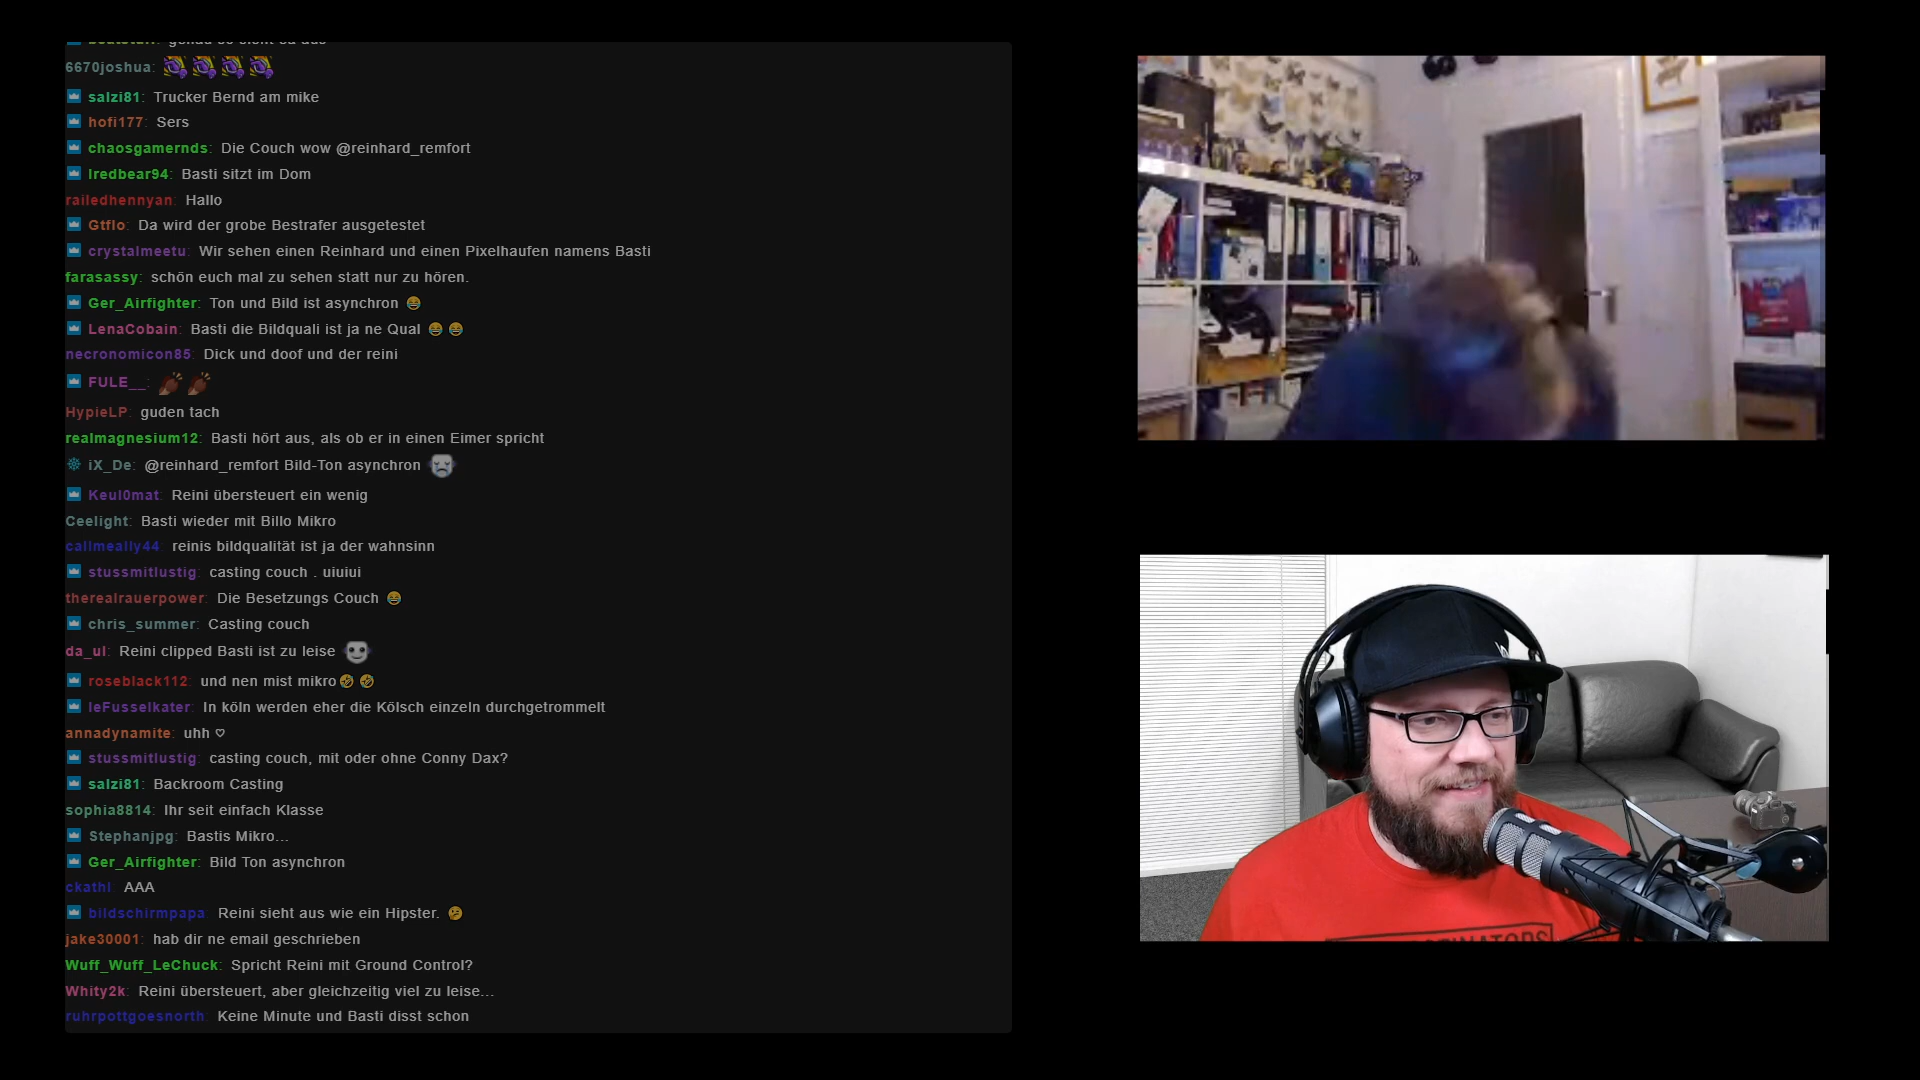 6670joshua:
salzi81: Trucker Bernd am mike
hofi177: Sers
chaosgamernds: Die Couch wow @reinhard_remfort
lredbear94: Basti sitzt im Dom
railedhennyan: Hallo
Gtflo: Da wird der grobe Bestrafer ausgetestet
crystalmeetu: Wir sehen einen Reinhard und einen Pixelhaufen namens Basti
farasassy: schön euch mal zu sehen statt nur zu hören.
Ger_Airfighter: Ton und Bild ist asynchron 😂
LenaCobain: Basti die Bildquali ist ja ne Qual 😂 😂
necronomicon85: Dick und doof und der reini
FULE__:
HypieLP: guden tach
realmagnesium12: Basti hört aus, als ob er in einen Eimer spricht
iX_De: @reinhard_remfort Bild-Ton asynchron
Keul0mat: Reini übersteuert ein wenig
Ceelight: Basti wieder mit Billo Mikro
callmeally44: reinis bildqualität ist ja der wahnsinn
stussmitlustig: casting couch . uiuiui
therealrauerpower: Die Besetzungs Couch 😂
chris_summer: Casting couch
da_ul: Reini clipped Basti ist zu leise
roseblack112: und nen mist mikro🤣 🤣
leFusselkater: In köln werden eher die Kölsch einzeln durchgetrommelt
annadynamite: uhh ♡
stussmitlustig: casting couch, mit oder ohne Conny Dax?
salzi81: Backroom Casting
sophia8814: Ihr seit einfach Klasse
Stephanjpg: Bastis Mikro...
Ger_Airfighter: Bild Ton asynchron
ckathl: AAA
bildschirmpapa: Reini sieht aus wie ein Hipster. 🤔
jake30001: hab dir ne email geschrieben
Wuff_Wuff_LeChuck: Spricht Reini mit Ground Control?
Whity2k: Reini übersteuert, aber gleichzeitig viel zu leise...
ruhrpottgoesnorth: Keine Minute und Basti disst schon